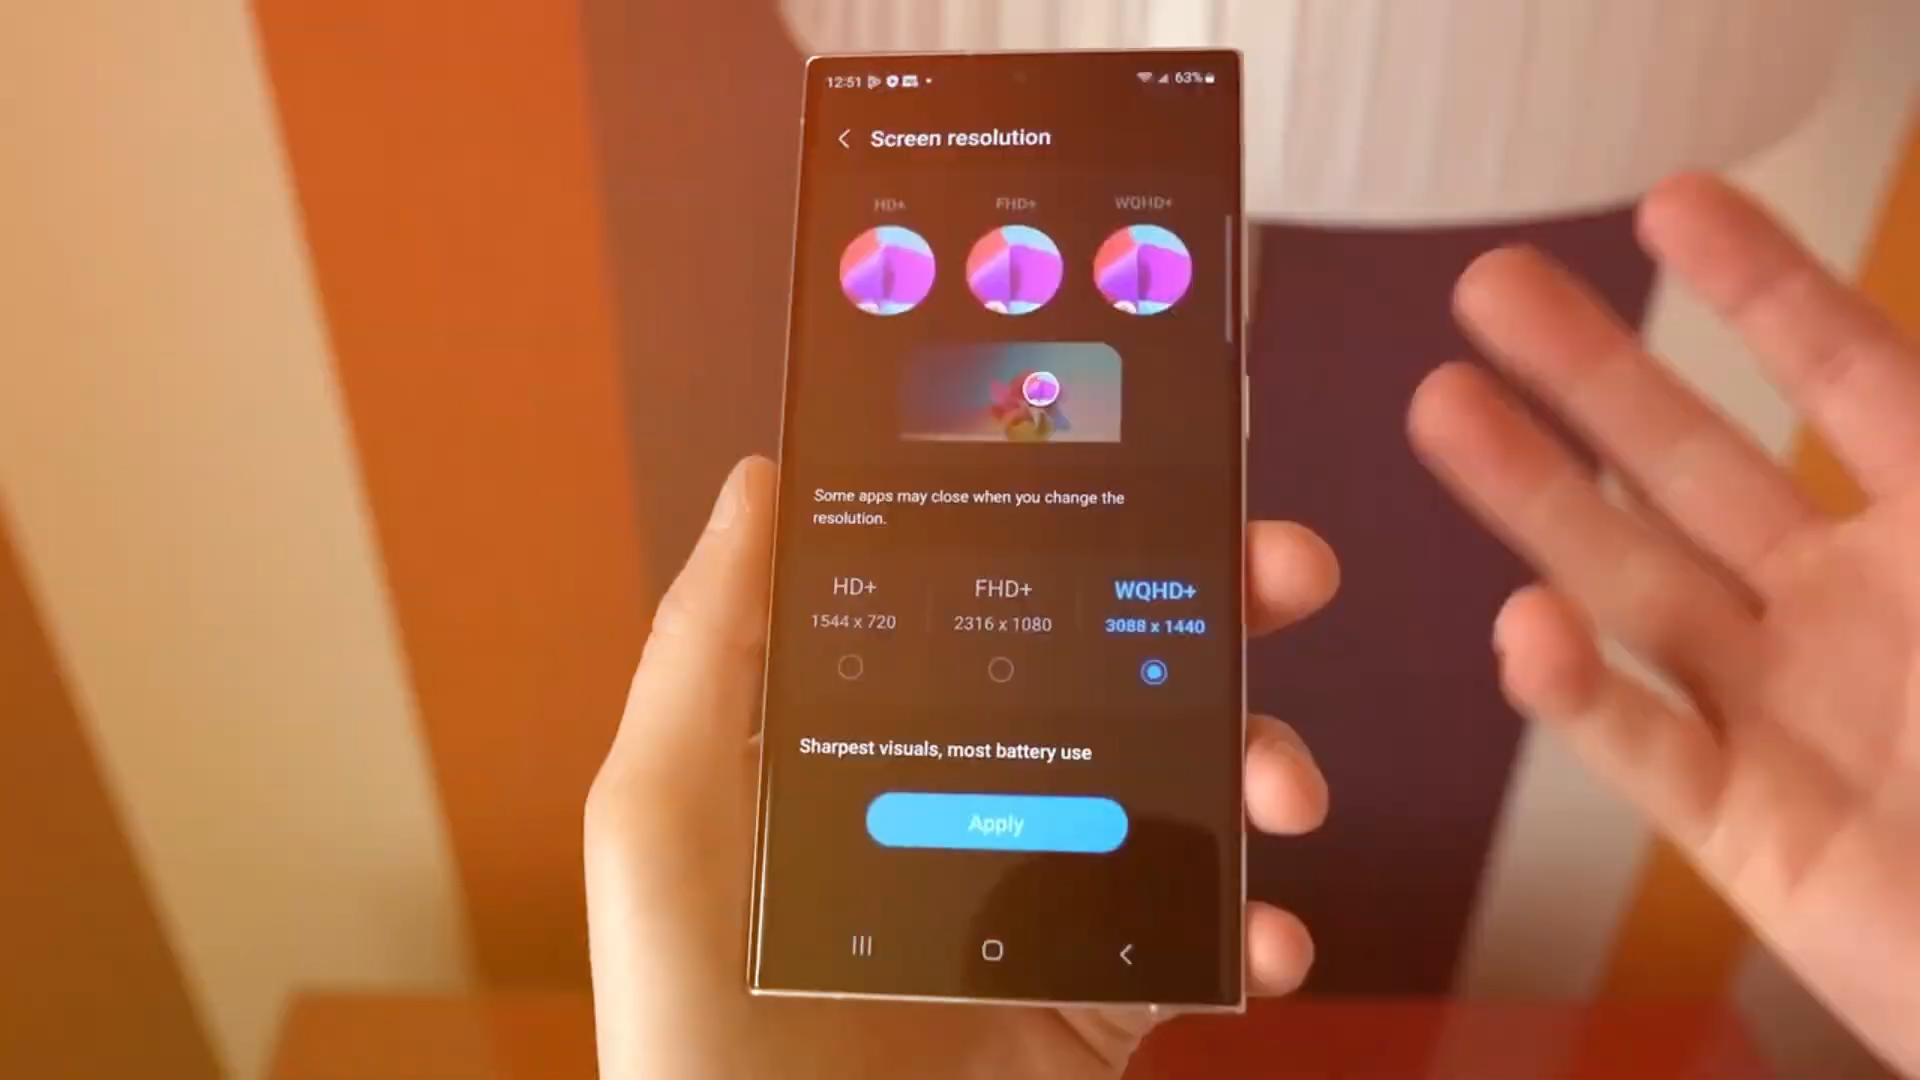 12:51 63%
Screen resolution
HD+ FHD+ WQHD+
Some apps may close when you change the
resolution.
HD+ FHD+ WQHD+
1544 x 720 2316 x 1080 3088 x 1440
Sharpest visuals, most battery use
Apply